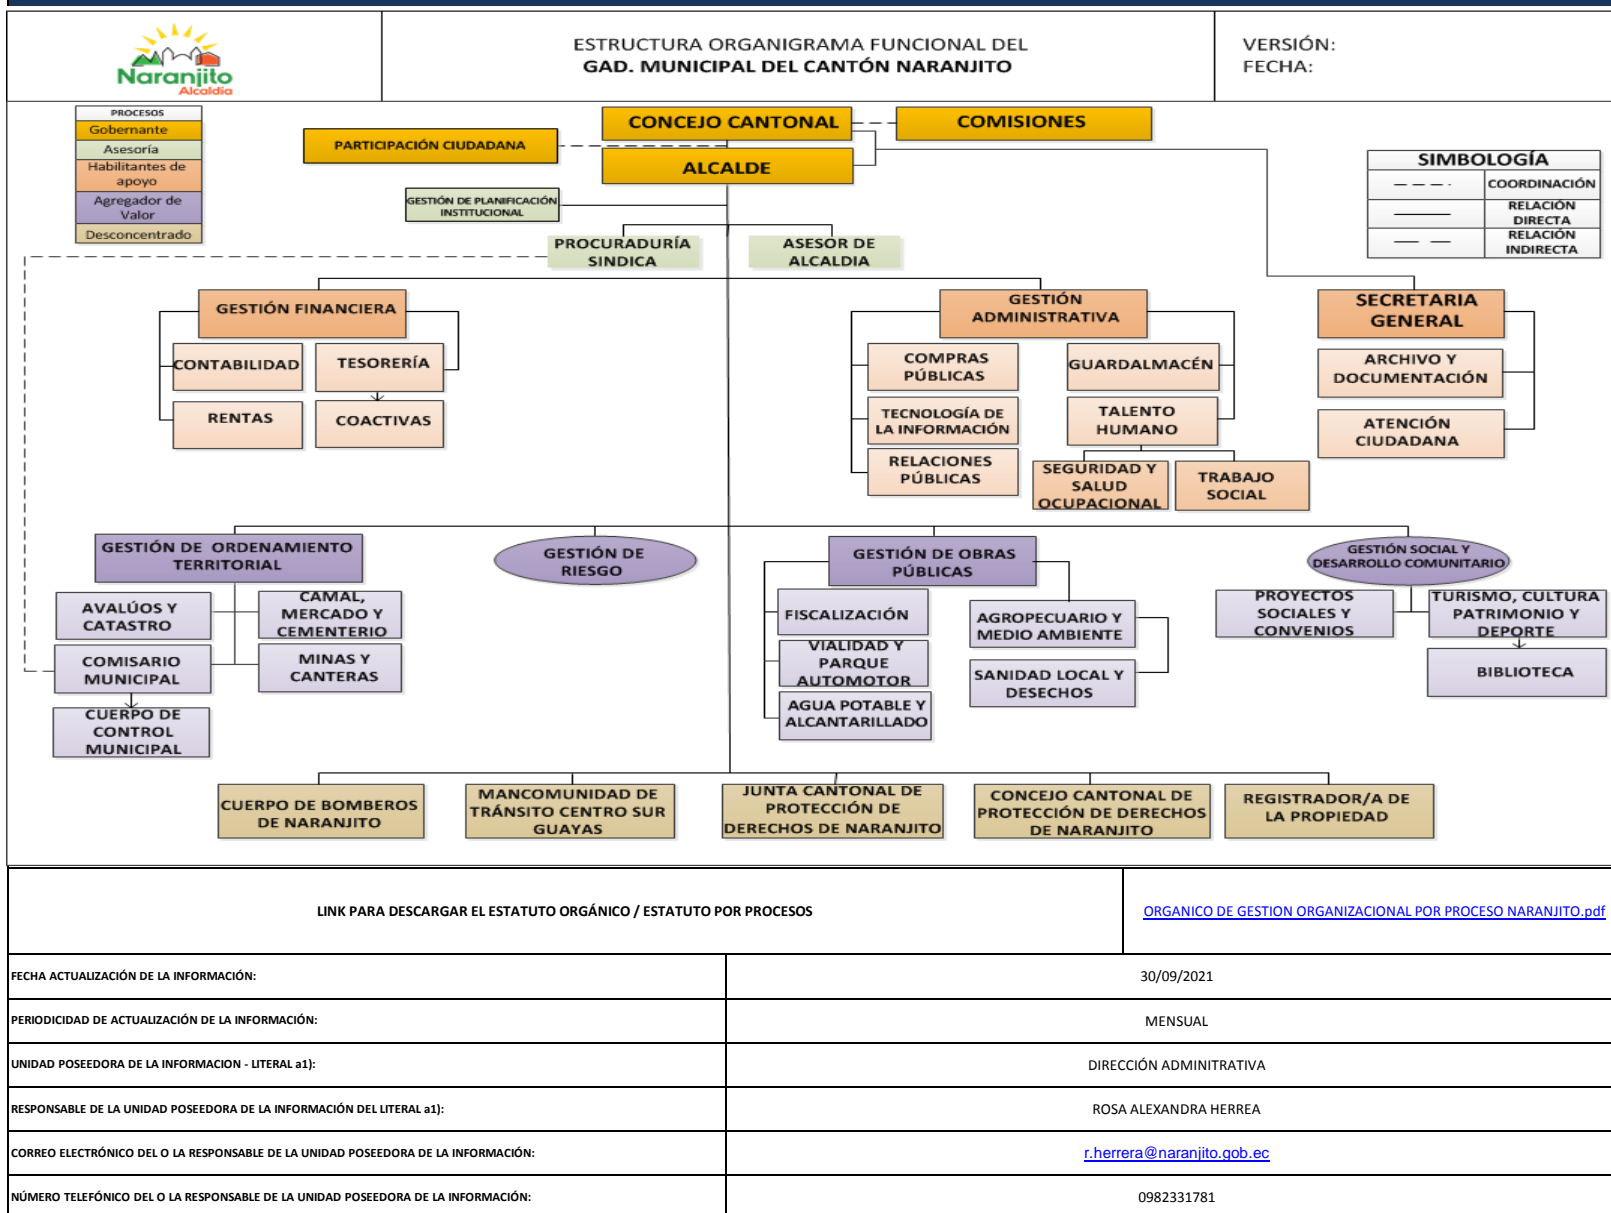 Naranjito
Alcaldía
ESTRUCTURA ORGANIGRAMA FUNCIONAL DEL
GAD. MUNICIPAL DEL CANTÓN NARANJITO
VERSIÓN:
FECHA:
PROCESOS
Gobernante
Asesoría
Habilitantes de
apoyo
Agregador de
Valor
Desconcentrado
CONCEJO CANTONAL
COMISIONES
PARTICIPACIÓN CIUDADANA
ALCALDE
SIMBOLOGÍA
COORDINACIÓN
RELACIÓN
DIRECTA
RELACIÓN
INDIRECTA
GESTIÓN DE PLANIFICACIÓN
INSTITUCIONAL
PROCURADURÍA
SINDICA
ASESOR DE
ALCALDIA
GESTIÓN FINANCIERA
GESTIÓN
ADMINISTRATIVA
SECRETARIA
GENERAL
CONTABILIDAD
TESORERÍA
RENTAS
COACTIVAS
COMPRAS
PÚBLICAS
GUARDALMACÉN
TECNOLOGÍA DE
LA INFORMACIÓN
TALENTO
HUMANO
RELACIONES
PÚBLICAS
SEGURIDAD Y
SALUD
OCUPACIONAL
TRABAJO
SOCIAL
ARCHIVO Y
DOCUMENTACIÓN
ATENCIÓN
CIUDADANA
GESTIÓN DE ORDENAMIENTO
TERRITORIAL
GESTIÓN DE
RIESGO
GESTIÓN DE OBRAS
PÚBLICAS
GESTIÓN SOCIAL Y
DESARROLLO COMUNITARIO
AVALÚOS Y
CATASTRO
CAMAL,
MERCADO Y
CEMENTERIO
COMISARIO
MUNICIPAL
MINAS Y
CANTERAS
CUERPO DE
CONTROL
MUNICIPAL
FISCALIZACIÓN
VIALIDAD Y
PARQUE
AUTOMOTOR
AGUA POTABLE Y
ALCANTARILLADO
AGROPECUARIO Y
MEDIO AMBIENTE
SANIDAD LOCAL Y
DESECHOS
PROYECTOS
SOCIALES Y
CONVENIOS
TURISMO, CULTURA
PATRIMONIO Y
DEPORTE
BIBLIOTECA
CUERPO DE BOMBEROS
DE NARANJITO
MANCOMUNIDAD DE
TRÁNSITO CENTRO SUR
GUAYAS
JUNTA CANTONAL DE
PROTECCIÓN DE
DERECHOS DE NARANJITO
CONCEJO CANTONAL DE
PROTECCIÓN DE DERECHOS
DE NARANJITO
REGISTRADOR/A DE
LA PROPIEDAD
LINK PARA DESCARGAR EL ESTATUTO ORGÁNICO / ESTATUTO POR PROCESOS
ORGANICO DE GESTION ORGANIZACIONAL POR PROCESO NARANJITO.pdf
FECHA ACTUALIZACIÓN DE LA INFORMACIÓN:
30/09/2021
PERIODICIDAD DE ACTUALIZACIÓN DE LA INFORMACIÓN:
MENSUAL
UNIDAD POSEEDORA DE LA INFORMACION - LITERAL a1):
DIRECCIÓN ADMINITRATIVA
RESPONSABLE DE LA UNIDAD POSEEDORA DE LA INFORMACIÓN DEL LITERAL a1):
ROSA ALEXANDRA HERREA
CORREO ELECTRÓNICO DEL O LA RESPONSABLE DE LA UNIDAD POSEEDORA DE LA INFORMACIÓN:
r.herrera@naranjito.gob.ec
NÚMERO TELEFÓNICO DEL O LA RESPONSABLE DE LA UNIDAD POSEEDORA DE LA INFORMACIÓN:
0982331781